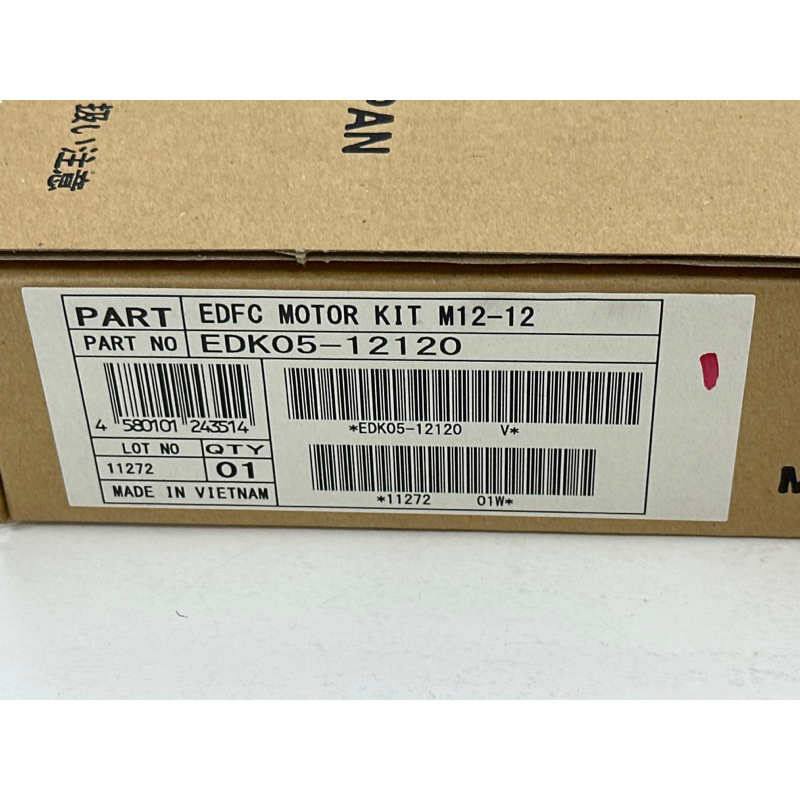 扱い注意
PAN
PART EDFC MOTOR KIT M12-12
PART NO EDK05-12120
4 580101 243514
*EDK05-12120 V*
LOT NO QTY
11272 01
*11272 01W*
MADE IN VIETNAM
M